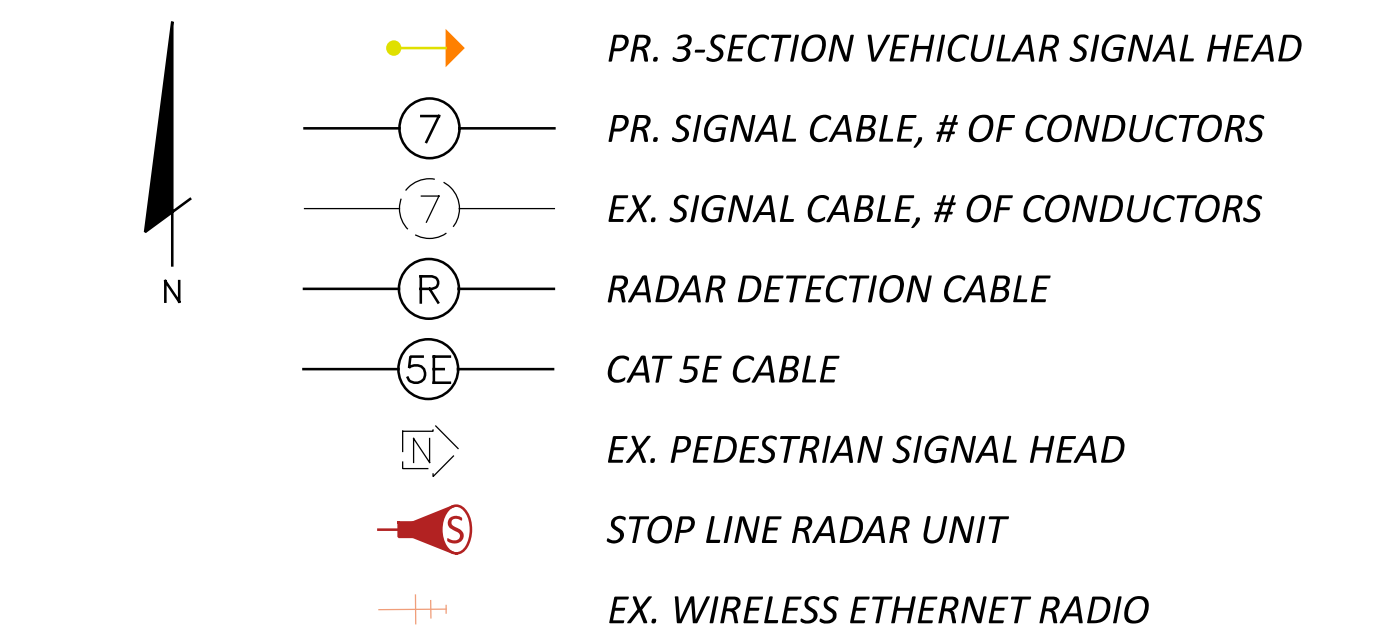 PR. 3-SECTION VEHICULAR SIGNAL HEAD
7 PR. SIGNAL CABLE, # OF CONDUCTORS
7 EX. SIGNAL CABLE, # OF CONDUCTORS
N
R RADAR DETECTION CABLE
5E CAT 5E CABLE
N EX. PEDESTRIAN SIGNAL HEAD
S STOP LINE RADAR UNIT
EX. WIRELESS ETHERNET RADIO